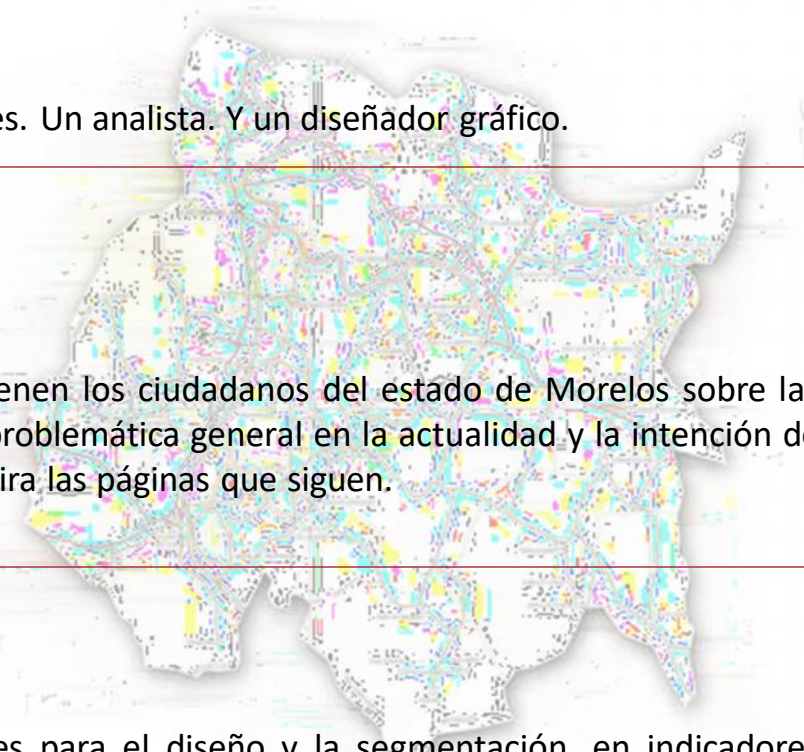 es. Un analista. Y un diseñador gráfico.
enen los ciudadanos del estado de Morelos sobre la
problemática general en la actualidad y la intención de
ira las páginas que siguen.
es para el diseño y la segmentación, en indicadore